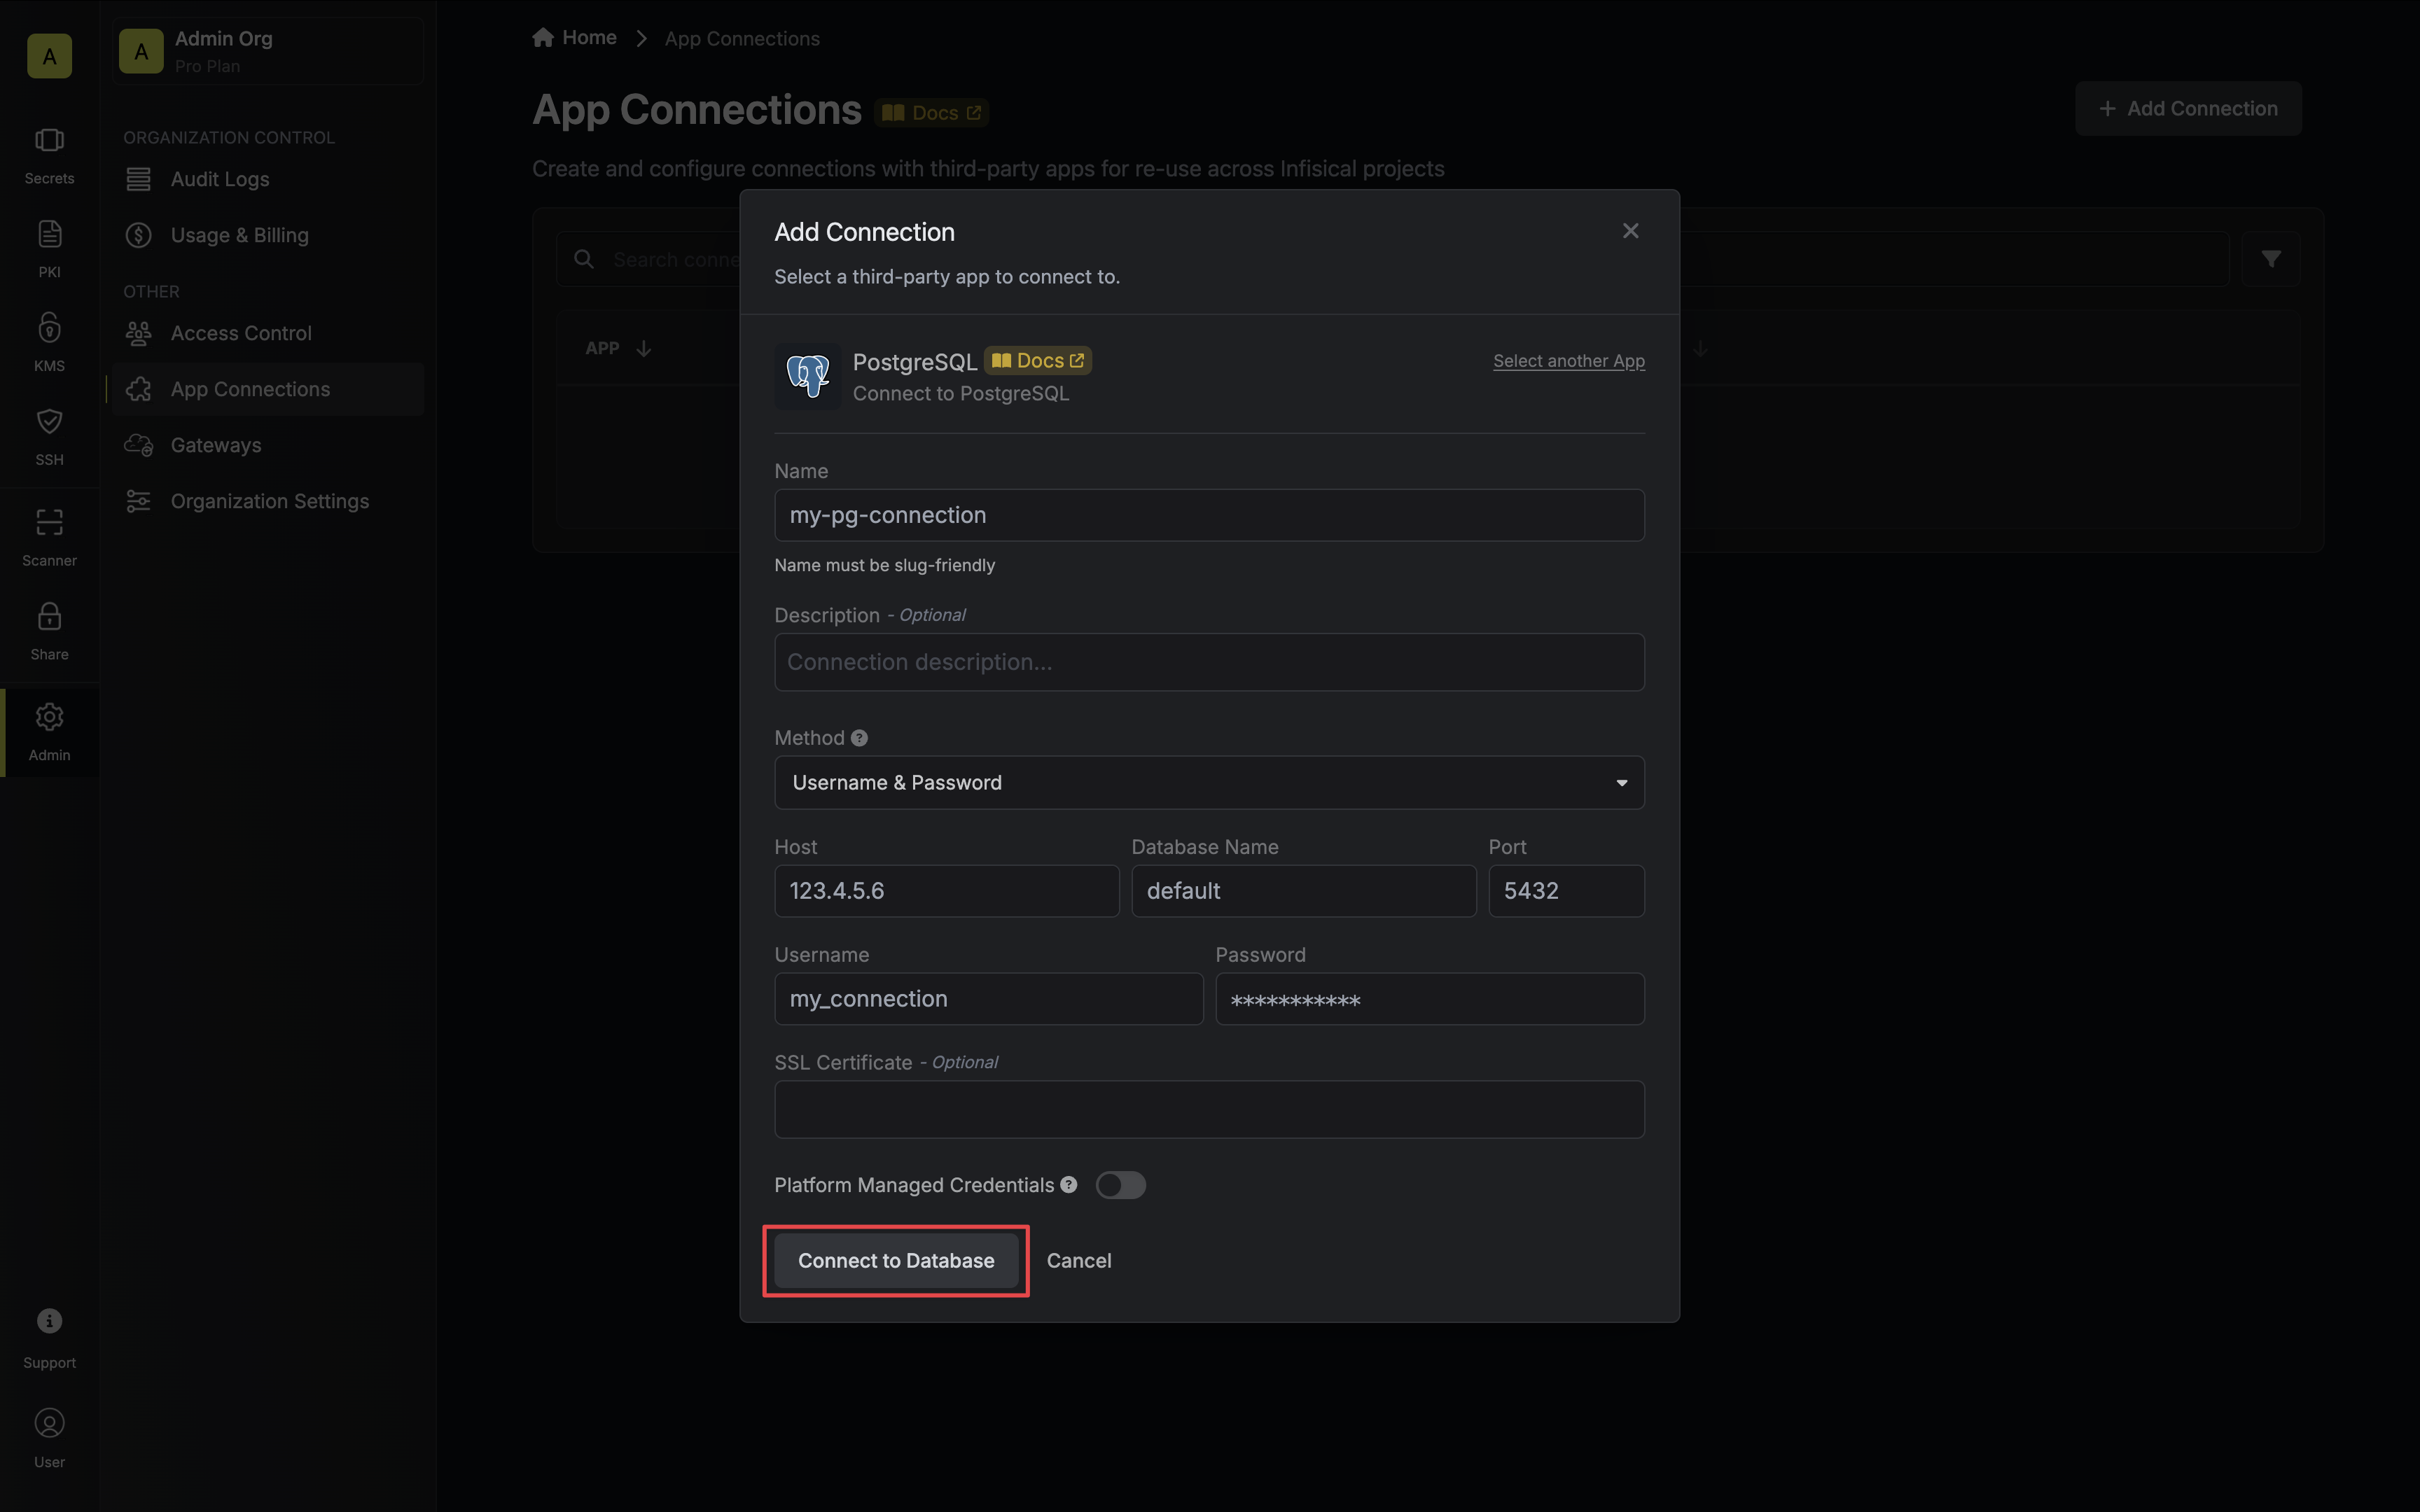 A
Secrets
PKI
KMS
SSH
Scanner
Share
Admin
Support
User
A
Admin Org
Pro Plan
ORGANIZATION CONTROL
Audit Logs
Usage & Billing
OTHER
Access Control
App Connections
Gateways
Organization Settings
Home App Connections
App Connections Docs
Add Connection
Create and configure connections with third-party apps for re-use across Infisical projects
Search conne
APP
Add Connection
Select a third-party app to connect to.
PostgreSQL Docs
Connect to PostgreSQL
Select another App
Name
my-pg-connection
Name must be slug-friendly
Description - Optional
Connection description...
Method
Username & Password
Host Database Name Port
123.4.5.6 default 5432
Username Password
my_connection ***********
SSL Certificate - Optional
Platform Managed Credentials
Connect to Database Cancel